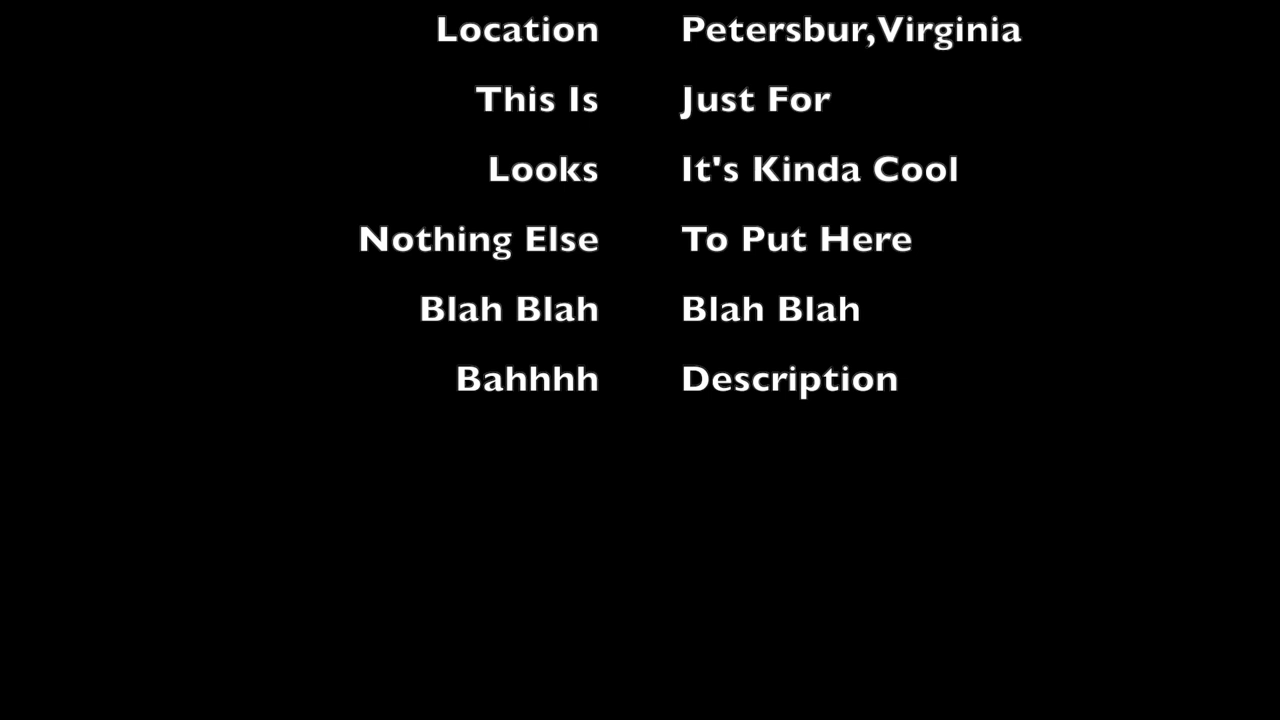 Location Petersbur,Virginia
This Is Just For
Looks It's Kinda Cool
Nothing Else To Put Here
Blah Blah Blah Blah
Bahhhh Description